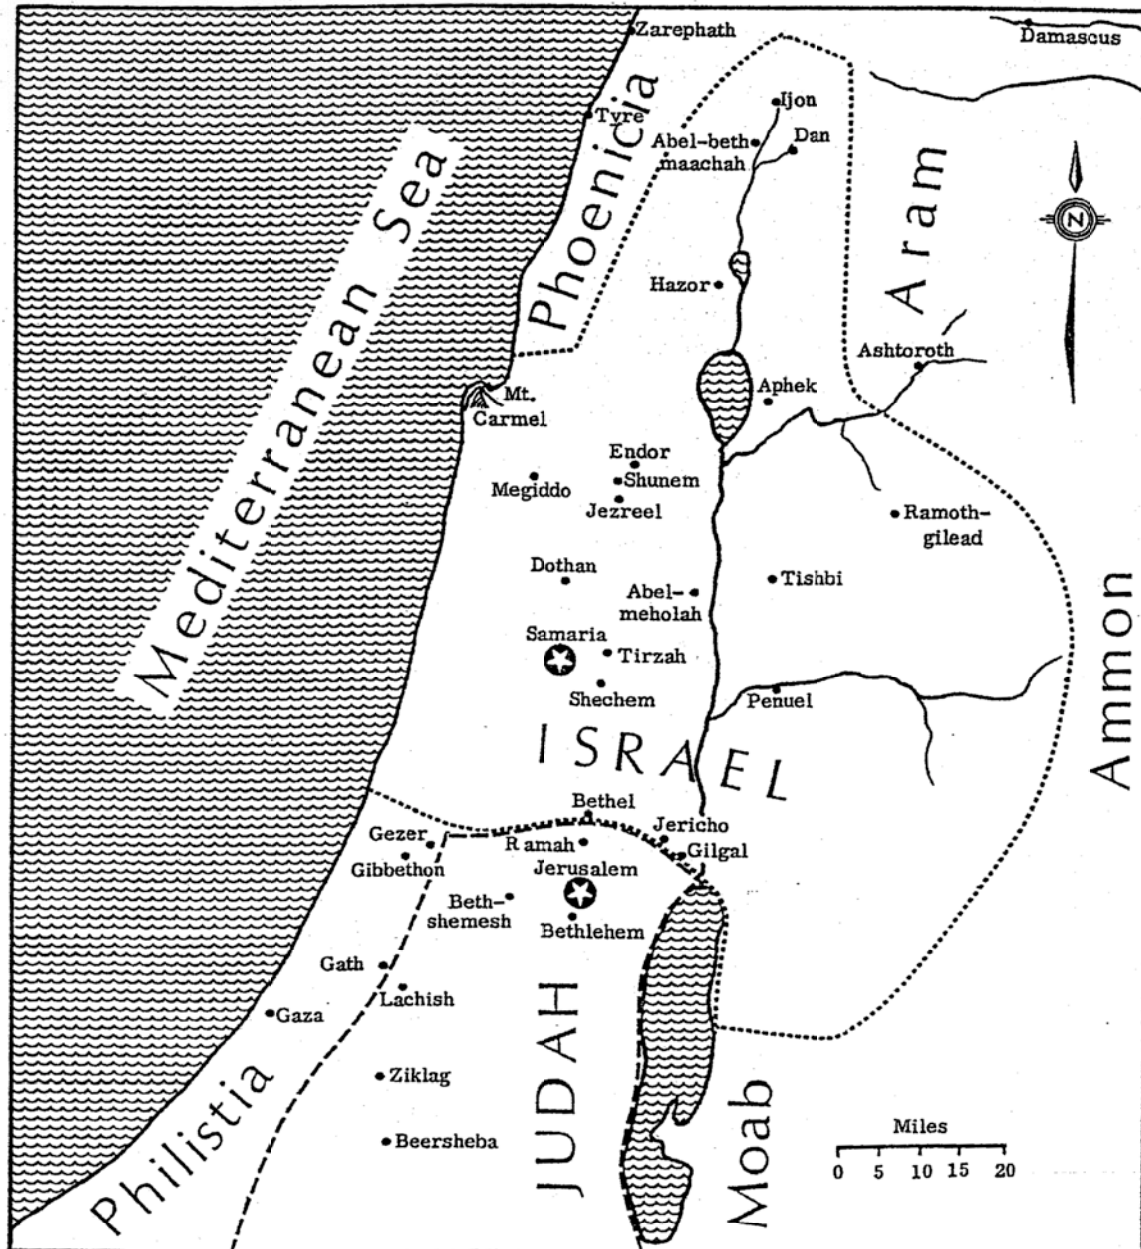 Zarephath
Damascus
Tyre
Phoenicia
Ijon
Abel-beth
maachah
Dan
Aram
N
Mediterranean Sea
Hazor
Ashtoroth
Mt.
Carmel
Aphek
Endor
Shunem
Megiddo
Jezreel
Ramoth-
gilead
Dothan
Abel-
meholah
Tishbi
Ammon
Samaria
Tirzah
Shechem
Penuel
ISRAEL
Bethel
Gezer
Ramah
Jericho
Gibbethon
Gilgal
Jerusalem
Beth-
shemesh
Bethlehem
Gath
Lachish
Gaza
JUDAH
Ziklag
Philistia
Beersheba
Moab
Miles
0 5 10 15 20